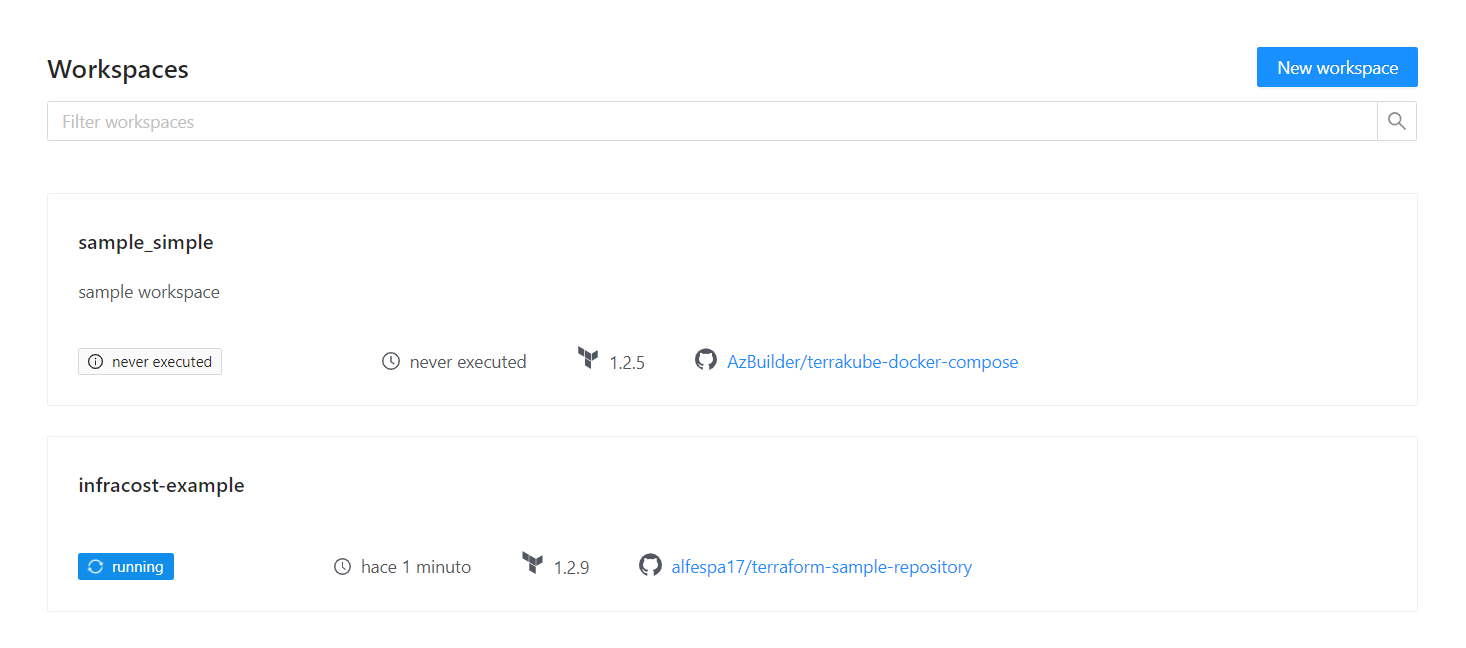 Workspaces
New workspace
Filter workspaces
sample_simple
sample workspace
never executed never executed 1.2.5 AzBuilder/terrakube-docker-compose
infracost-example
running hace 1 minuto 1.2.9 alfespa17/terraform-sample-repository